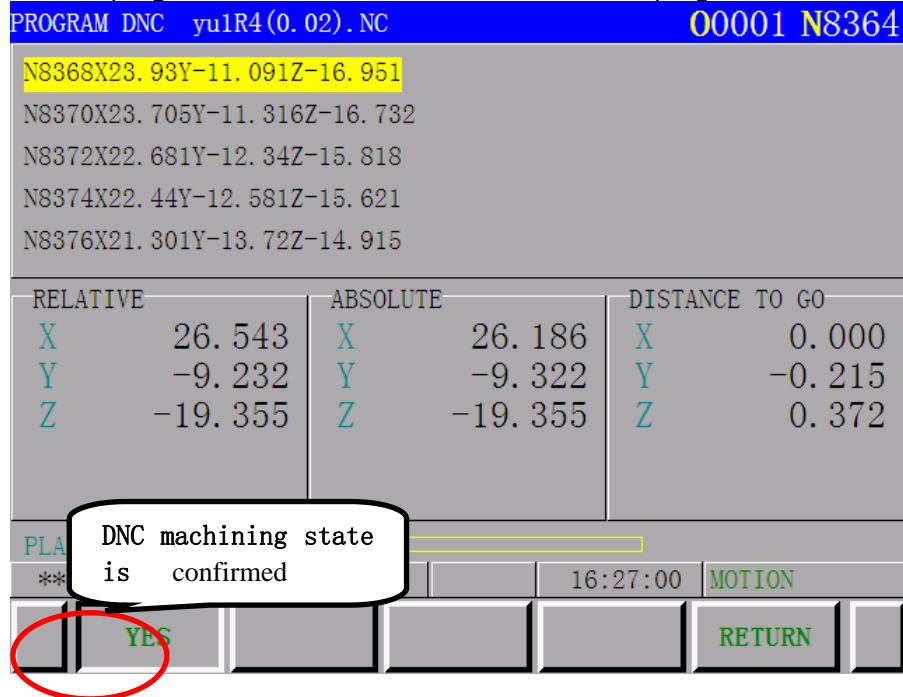 PROGRAM DNC yu1R4(0.02).NC O0001 N8364
N8368X23.93Y-11.091Z-16.951
N8370X23.705Y-11.316Z-16.732
N8372X22.681Y-12.34Z-15.818
N8374X22.44Y-12.581Z-15.621
N8376X21.301Y-13.72Z-14.915
RELATIVE ABSOLUTE DISTANCE TO GO
X 26.543 X 26.186 X 0.000
Y -9.232 Y -9.322 Y -0.215
Z -19.355 Z -19.355 Z 0.372
DNC machining state
is confirmed
PLA
** 16:27:00 MOTION
YES RETURN